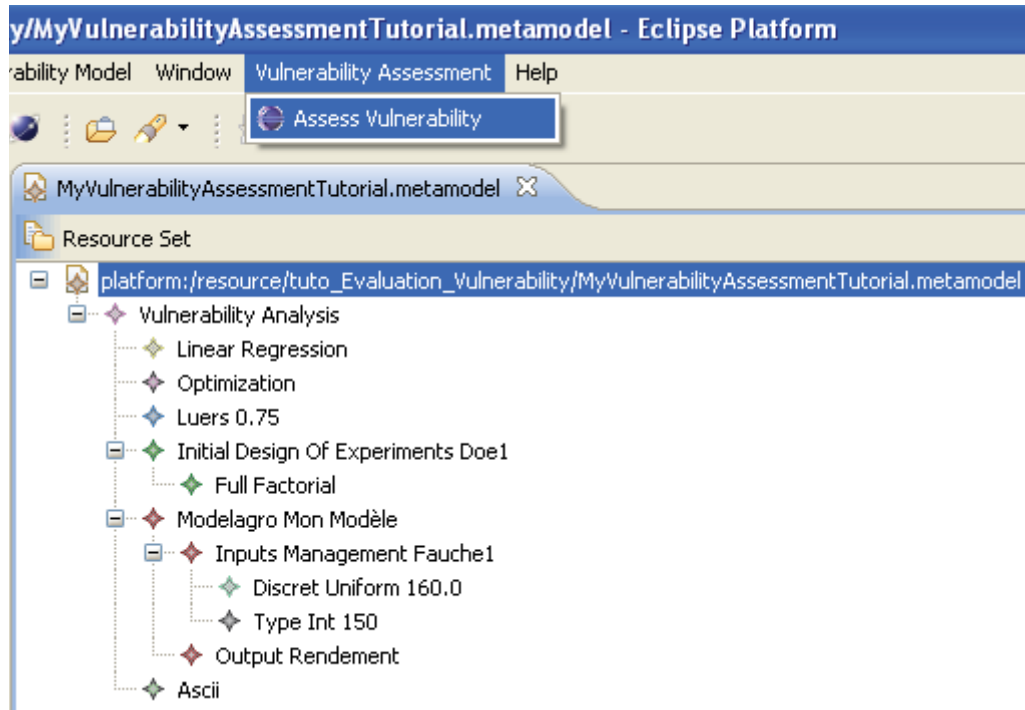 y/MyVulnerabilityAssessmentTutorial.metamodel - Eclipse Platform
rability Model Window Vulnerability Assessment Help
Assess Vulnerability
MyVulnerabilityAssessmentTutorial.metamodel
Resource Set
platform:/resource/tuto_Evaluation_Vulnerability/MyVulnerabilityAssessmentTutorial.metamodel
Vulnerability Analysis
Linear Regression
Optimization
Luers 0.75
Initial Design Of Experiments Doe1
Full Factorial
Modelagro Mon Modèle
Inputs Management Fauche1
Discret Uniform 160.0
Type Int 150
Output Rendement
Ascii